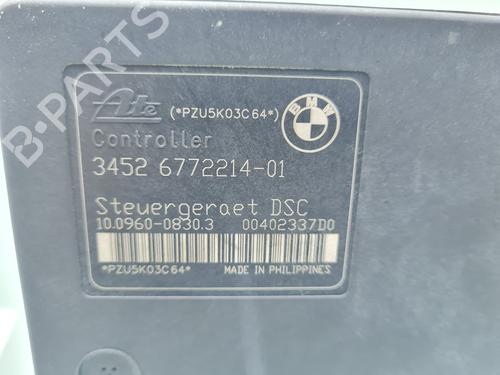 B-PARTS
Ate (*PZU5K03C64*) BMW
Controller
3452 6772214-01
Steuergeraet DSC
10.0960-0830.3 00402337D0
*PZU5K03C64* MADE IN PHILIPPINES